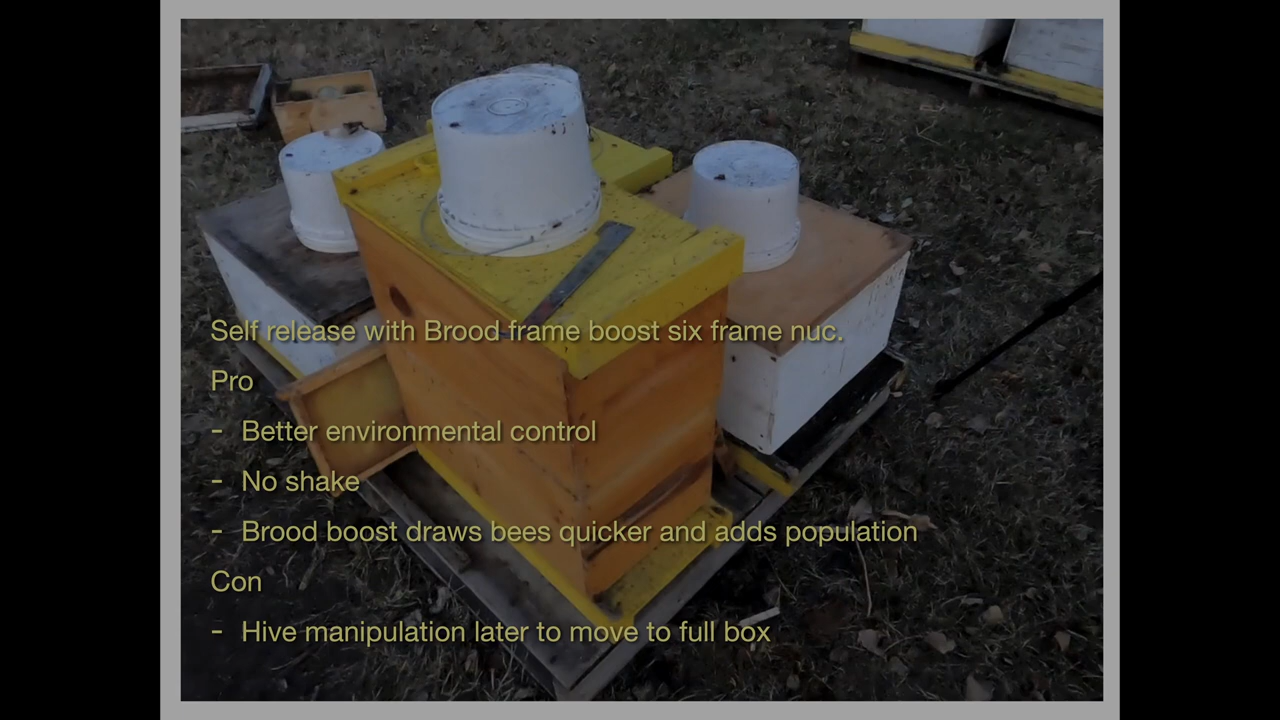 Self release with Brood frame boost six frame nuc.
Pro
- Better environmental control
- No shake
- Brood boost draws bees quicker and adds population
Con
- Hive manipulation later to move to full box